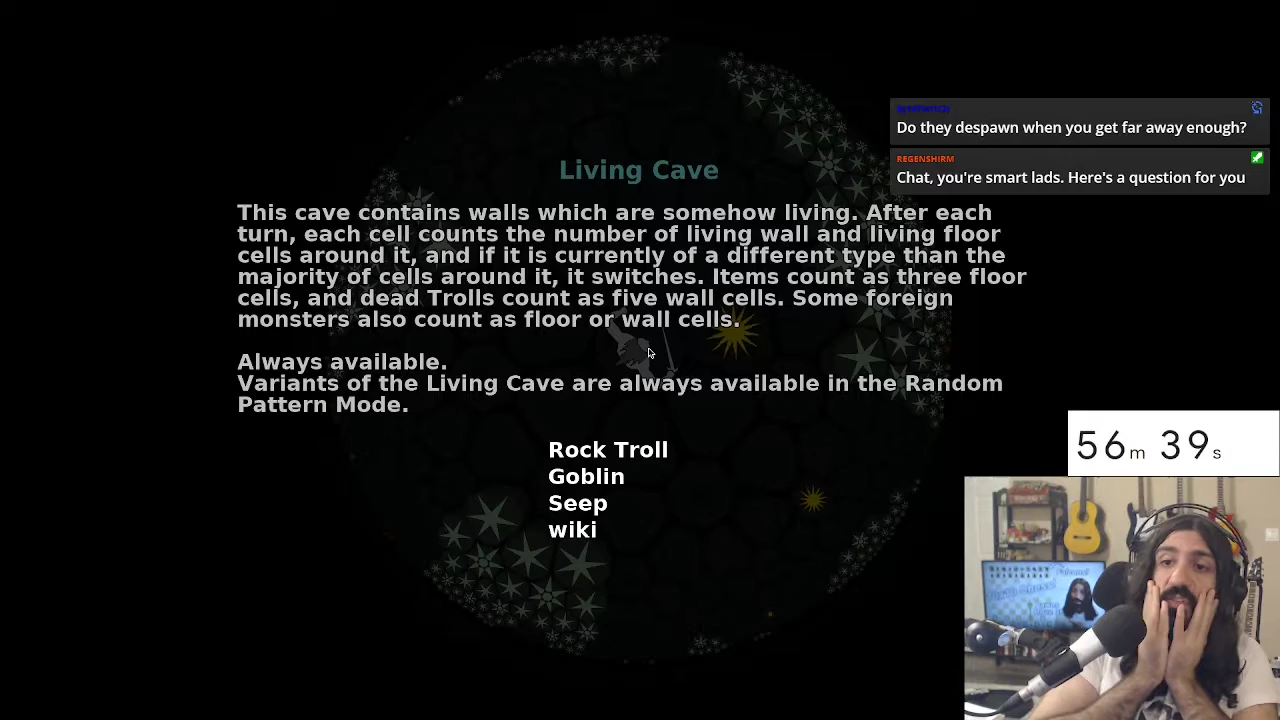 Do they despawn when you get far away enough?
REGENSHIRM
Chat, you're smart lads. Here's a question for you
Living Cave
This cave contains walls which are somehow living. After each
turn, each cell counts the number of living wall and living floor
cells around it, and if it is currently of a different type than the
majority of cells around it, it switches. Items count as three floor
cells, and dead Trolls count as five wall cells. Some foreign
monsters also count as floor or wall cells.
Always available.
Variants of the Living Cave are always available in the Random
Pattern Mode.
Rock Troll
Goblin
Seep
wiki
56m 39s